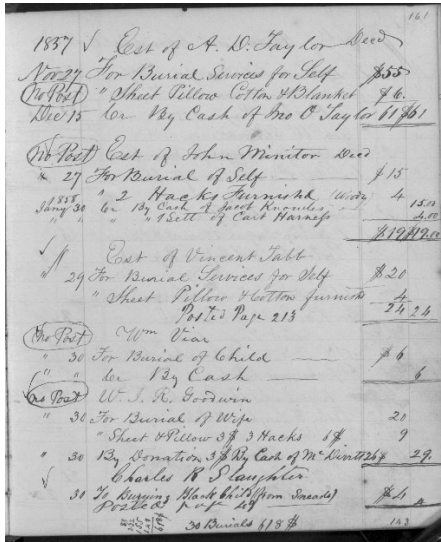 161
1857 ✓ Est of A. D. Taylor Decd
Nov 27 For Burial Services for Self $55
(No Post) " Sheet Pillow Cotton & Blanket $6.
Dec 15 Cr By Cash of Jno O Taylor 61 $61
(No Post) Est of John Minitor Decd
" 27 For Burial of Self $15
" 2 Hacks Furnishd 4
1858 Jany 30 Cr By Cash of Jacob 15.00
" " " " 1 Sett of Cart Harness 4.00
$19 $19.00
✓ Est of Vincent Tabb
" 29 For Burial Services for Self $20
" Sheet Pillow & Cotton furnish 4
Posted Page 213 24 24
(No Post) Wm Viar
" 30 For Burial of Child $6
" " Cr By Cash 6
(No Post) W. J. R. Goodwin
" 30 For Burial of Wife 20
" Sheet & Pillow 3$ 3 Hacks 6$ 9
" 30 By Donation 3$ By Cash of Mc 26$ 29.
✓ Charles R Slaughter
30 To Burying Black Child (from Sneads) $4
Posted 49
30 Burials 618$ 143